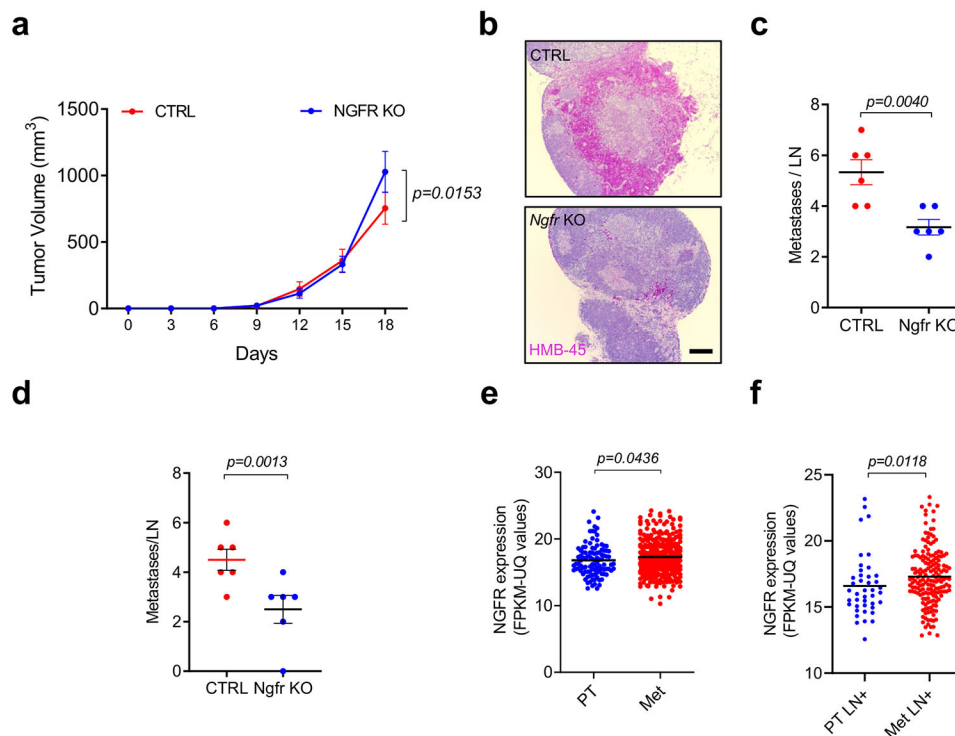 a
CTRL
NGFR KO
Tumor Volume (mm³)
1500
1000
500
0
p=0.0153
0 3 6 9 12 15 18
Days
b
CTRL
Ngfr KO
HMB-45
c
p=0.0040
Metastases / LN
8
6
4
2
0
CTRL Ngfr KO
d
p=0.0013
Metastases/LN
8
6
4
2
0
CTRL Ngfr KO
e
p=0.0436
NGFR expression
(FPKM-UQ values)
30
20
10
0
PT Met
f
p=0.0118
NGFR expression
(FPKM-UQ values)
25
20
15
10
PT LN+ Met LN+